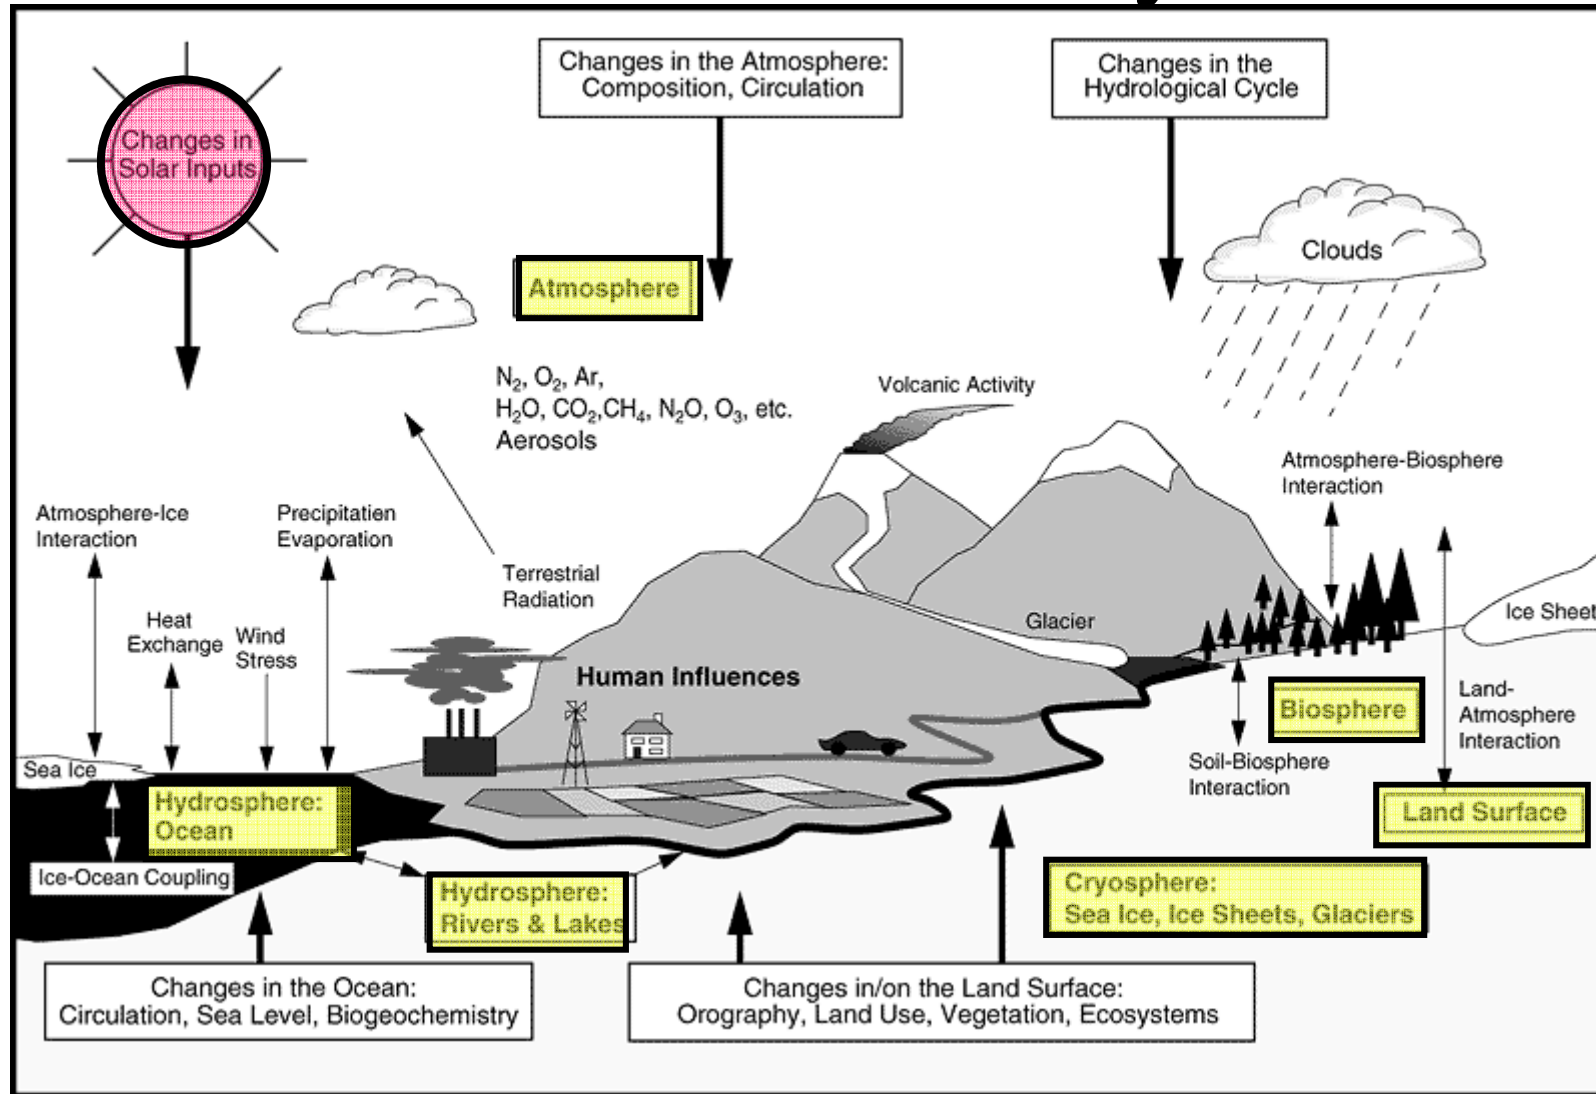 Changes in the Atmosphere:
Composition, Circulation
Changes in the
Hydrological Cycle
Changes in
Solar Inputs
Clouds
Atmosphere
N₂, O₂, Ar,
H₂O, CO₂,CH₄, N₂O, O₃, etc.
Aerosols
Volcanic Activity
Atmosphere-Biosphere
Interaction
Atmosphere-Ice
Interaction
Precipitation
Evaporation
Terrestrial
Radiation
Heat
Exchange
Wind
Stress
Glacier
Ice Sheet
Human Influences
Biosphere
Land-
Atmosphere
Interaction
Soil-Biosphere
Interaction
Sea Ice
Hydrosphere:
Ocean
Land Surface
Ice-Ocean Coupling
Hydrosphere:
Rivers & Lakes
Cryosphere:
Sea Ice, Ice Sheets, Glaciers
Changes in the Ocean:
Circulation, Sea Level, Biogeochemistry
Changes in/on the Land Surface:
Orography, Land Use, Vegetation, Ecosystems